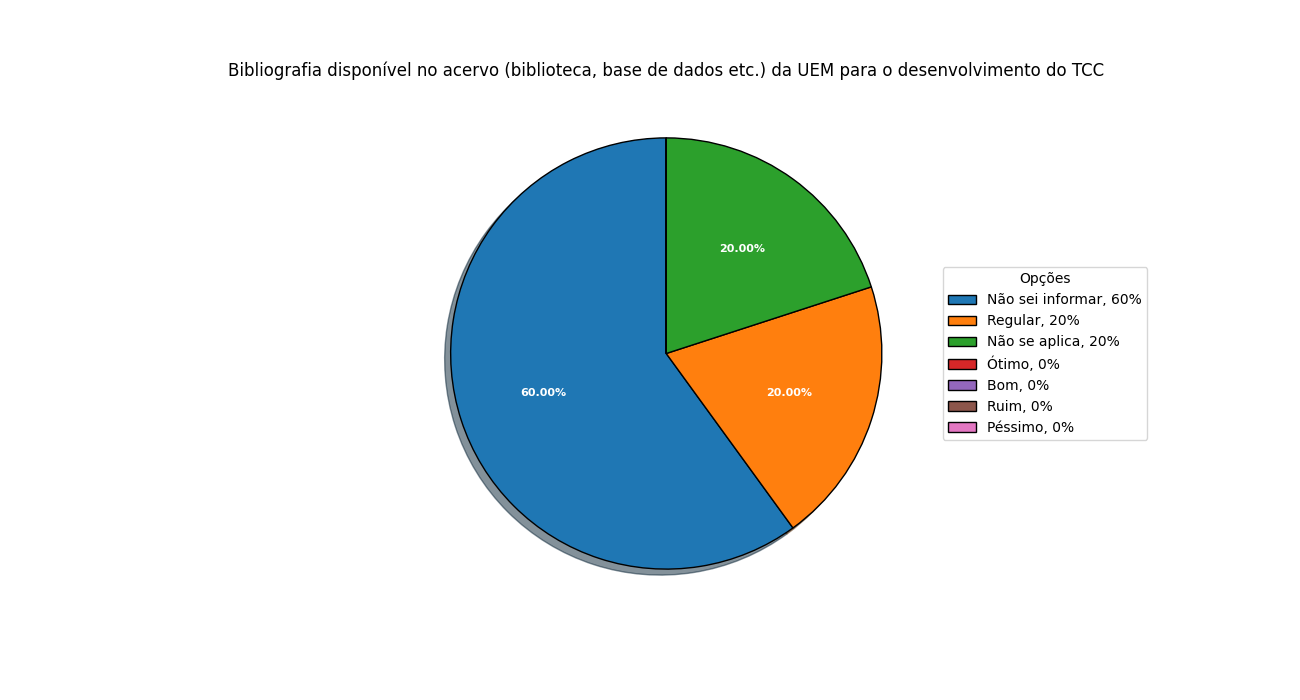 Bibliografia disponível no acervo (biblioteca, base de dados etc.) da UEM para o desenvolvimento do TCC
20.00%
60.00%
20.00%
Opções
Não sei informar, 60%
Regular, 20%
Não se aplica, 20%
Ótimo, 0%
Bom, 0%
Ruim, 0%
Péssimo, 0%